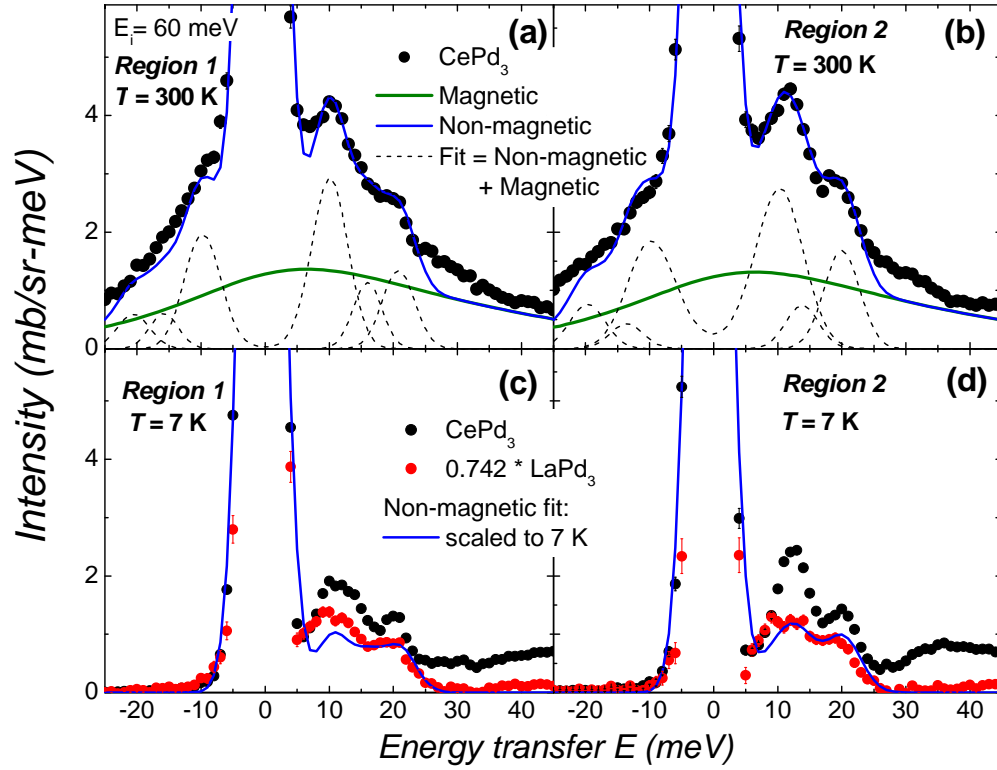 Intensity (mb/sr-meV)
E_i= 60 meV
Region 1
T = 300 K
(a)
CePd_3
Magnetic
Non-magnetic
Fit = Non-magnetic
+ Magnetic
0
2
4
Region 2
T = 300 K
(b)
Region 1
T = 7 K
(c)
CePd_3
0.742 * LaPd_3
Non-magnetic fit:
scaled to 7 K
0
2
4
Region 2
T = 7 K
(d)
-20 -10 0 10 20 30 40
-20 -10 0 10 20 30 40
Energy transfer E (meV)